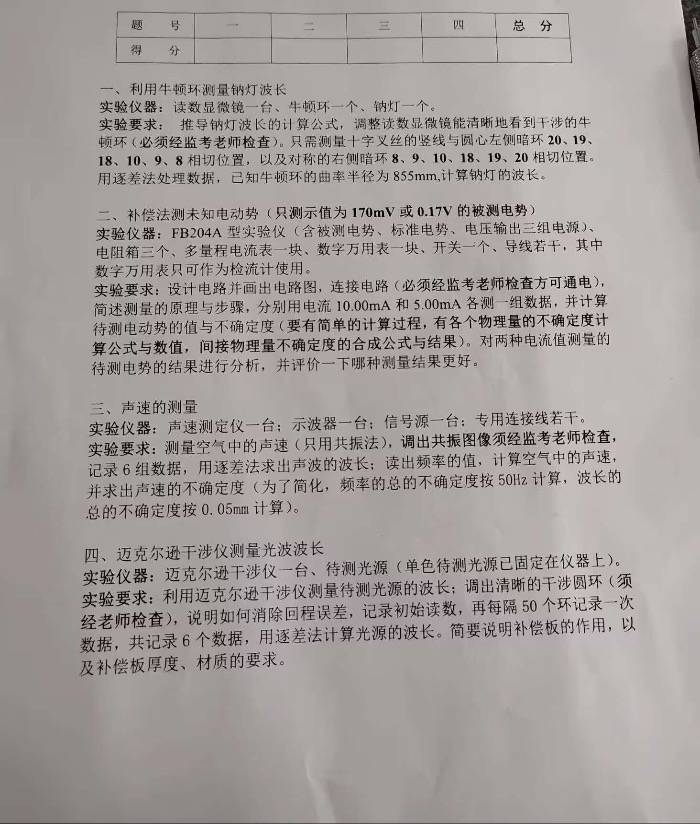 题 号 一 二 三 四 总 分
得 分
一、利用牛顿环测量钠灯波长
实验仪器：读数显微镜一台、牛顿环一个、钠灯一个。
实验要求： 推导钠灯波长的计算公式，调整读数显微镜能清晰地看到干涉的牛
顿环（必须经监考老师检查）。只需测量十字叉丝的竖线与圆心左侧暗环 20、19、
18、10、9、8 相切位置，以及对称的右侧暗环 8、9、10、18、19、20 相切位置。
用逐差法处理数据，已知牛顿环的曲率半径为 855mm,计算钠灯的波长。
二、补偿法测未知电动势（只测示值为 170mV 或 0.17V 的被测电势）
实验仪器：FB204A 型实验仪（含被测电势、标准电势、电压输出三组电源）、
电阻箱三个、多量程电流表一块、数字万用表一块、开关一个、导线若干，其中
数字万用表只可作为检流计使用。
实验要求：设计电路并画出电路图，连接电路（必须经监考老师检查方可通电），
简述测量的原理与步骤，分别用电流 10.00mA 和 5.00mA 各测一组数据，并计算
待测电动势的值与不确定度（要有简单的计算过程，有各个物理量的不确定度计
算公式与数值，间接物理量不确定度的合成公式与结果）。对两种电流值测量的
待测电势的结果进行分析，并评价一下哪种测量结果更好。
三、声速的测量
实验仪器：声速测定仪一台；示波器一台；信号源一台；专用连接线若干。
实验要求：测量空气中的声速（只用共振法），调出共振图像须经监考老师检查，
记录 6 组数据，用逐差法求出声波的波长；读出频率的值，计算空气中的声速，
并求出声速的不确定度（为了简化，频率的总的不确定度按 50Hz 计算，波长的
总的不确定度按 0.05mm 计算）。
四、迈克尔逊干涉仪测量光波波长
实验仪器：迈克尔逊干涉仪一台、待测光源（单色待测光源已固定在仪器上）。
实验要求：利用迈克尔逊干涉仪测量待测光源的波长；调出清晰的干涉圆环（须
经老师检查），说明如何消除回程误差，记录初始读数，再每隔 50 个环记录一次
数据，共记录 6 个数据，用逐差法计算光源的波长。简要说明补偿板的作用，以
及补偿板厚度、材质的要求。